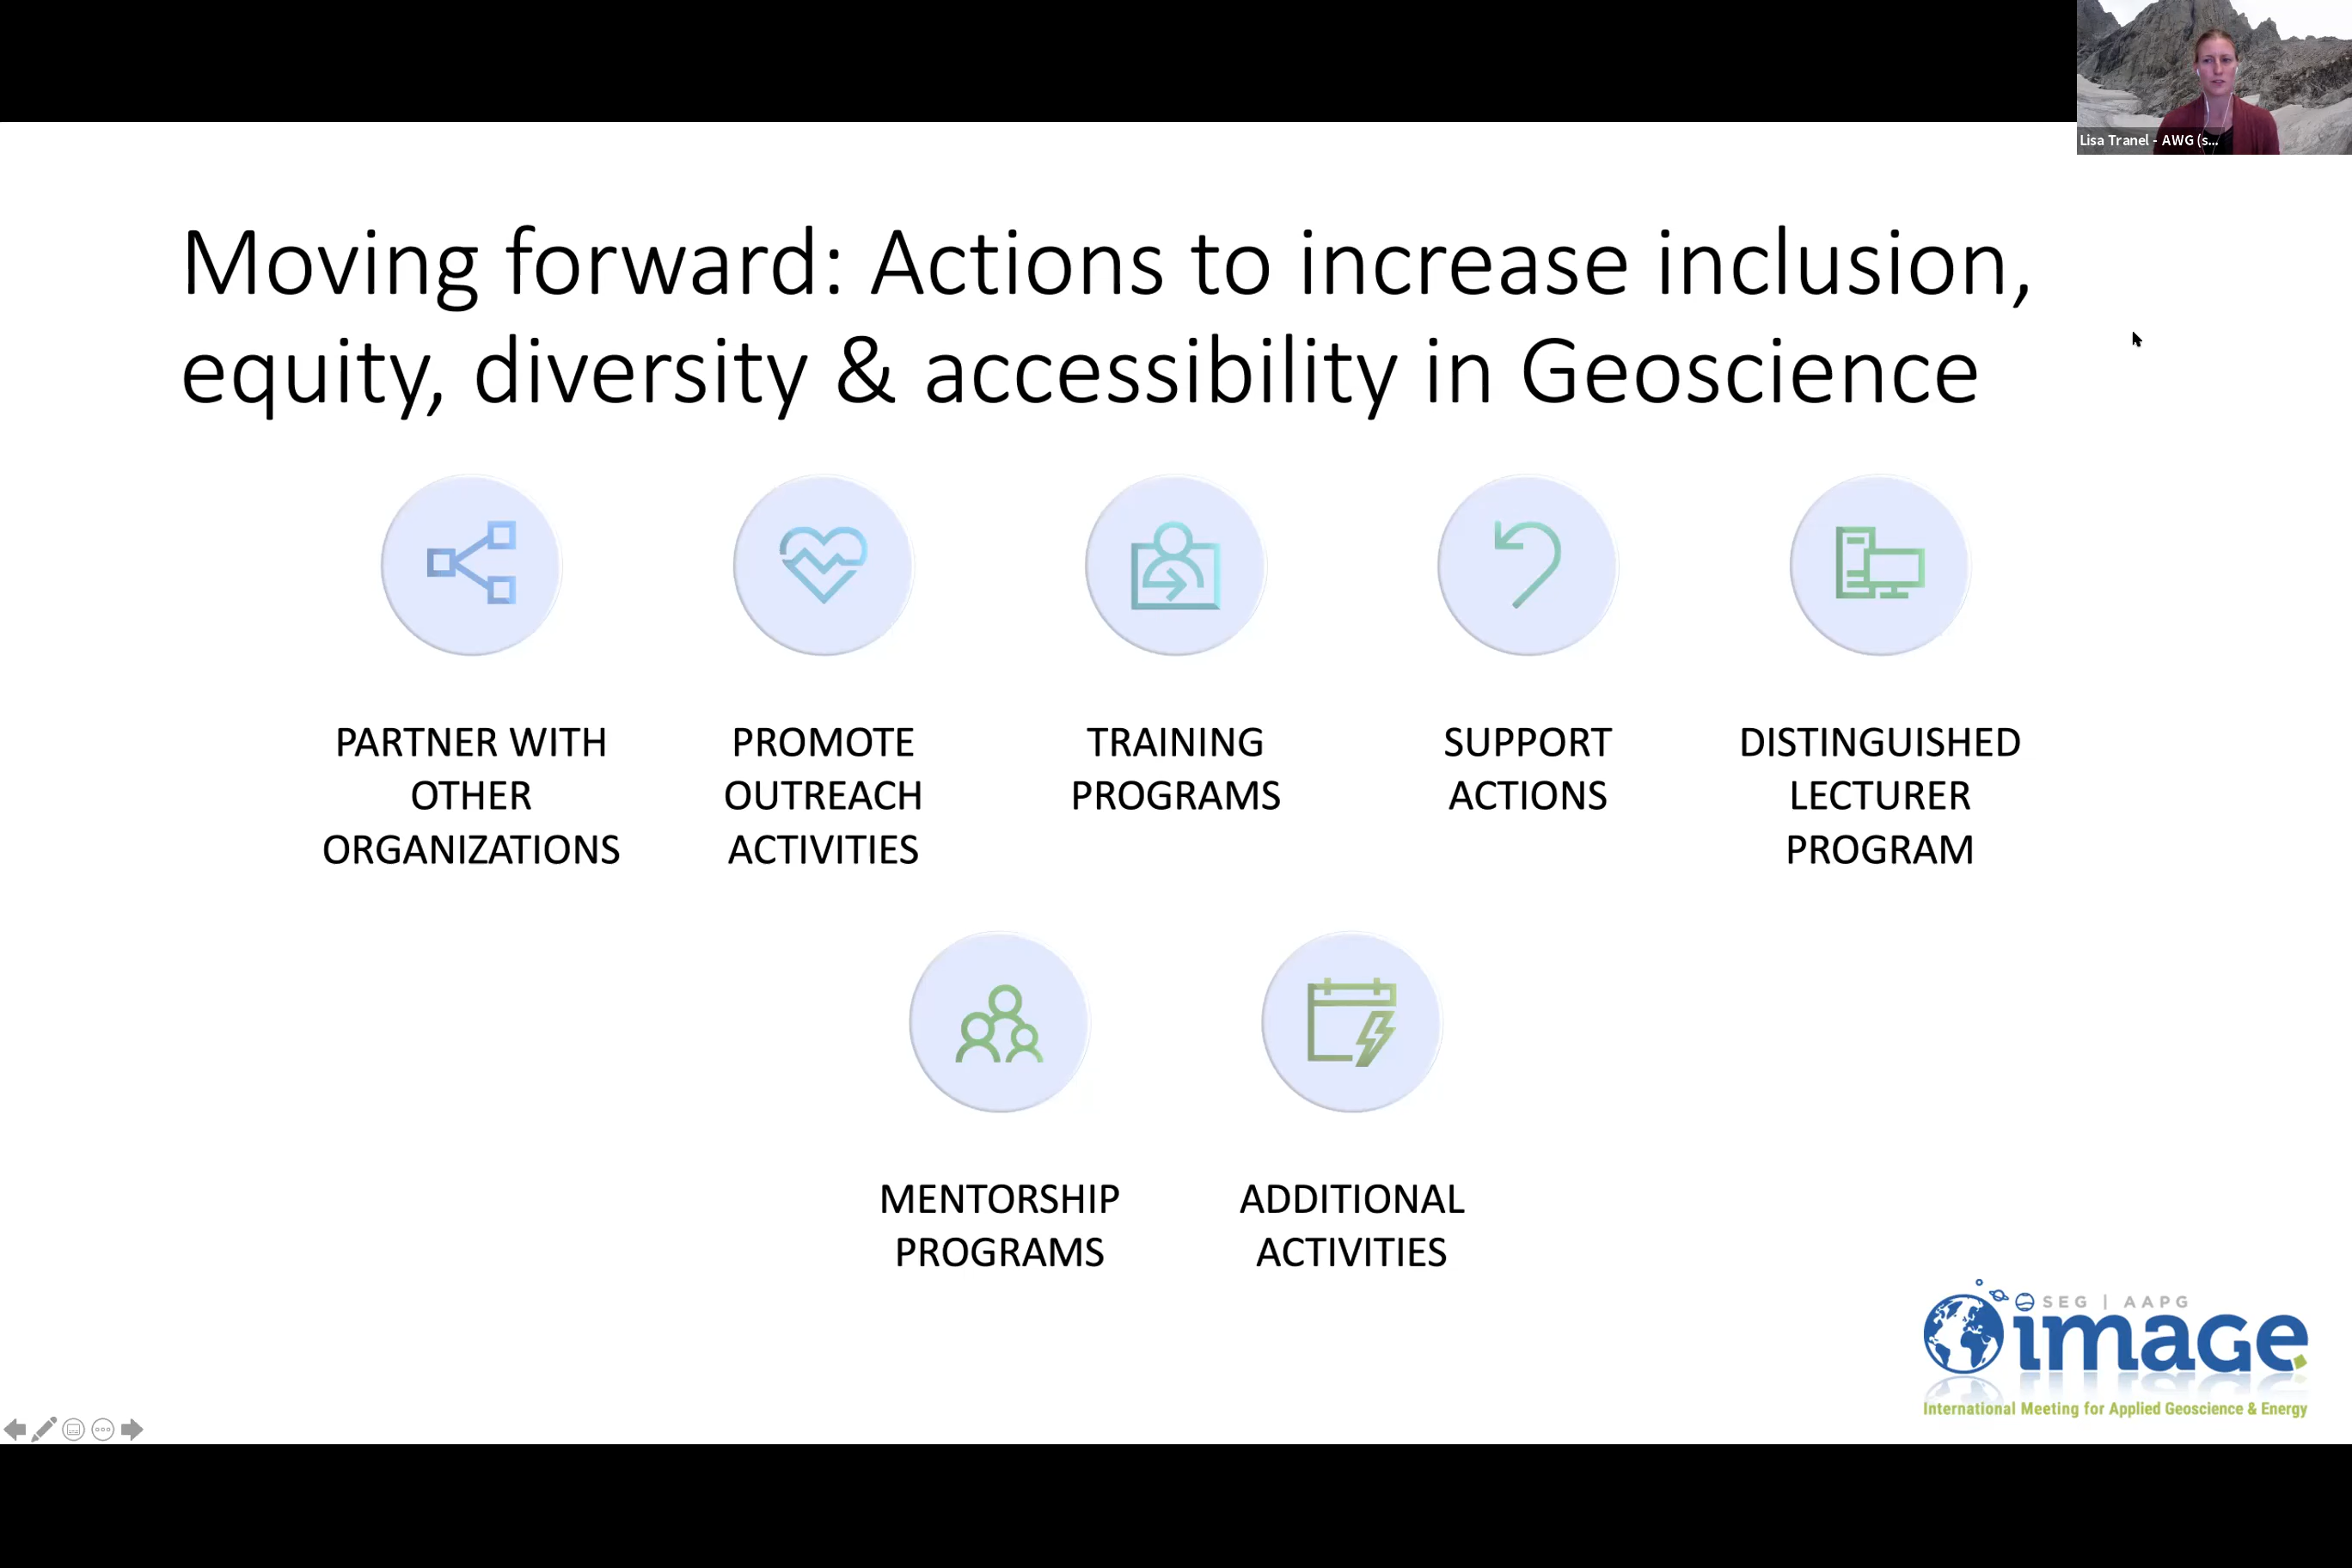 Lisa Tranel - AWG (s...
Moving forward: Actions to increase inclusion,
equity, diversity & accessibility in Geoscience
PARTNER WITH
OTHER
ORGANIZATIONS
PROMOTE
OUTREACH
ACTIVITIES
TRAINING
PROGRAMS
SUPPORT
ACTIONS
DISTINGUISHED
LECTURER
PROGRAM
MENTORSHIP
PROGRAMS
ADDITIONAL
ACTIVITIES
SEG | AAPG
image
International Meeting for Applied Geoscience & Energy